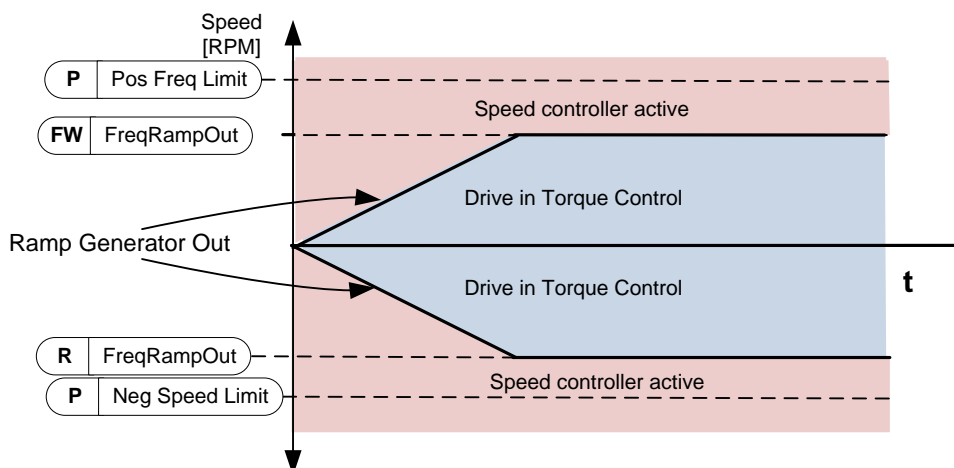 Speed
[RPM]
P Pos Freq Limit
Speed controller active
FW FreqRampOut
Drive in Torque Control
Ramp Generator Out
Drive in Torque Control
t
R FreqRampOut
Speed controller active
P Neg Speed Limit